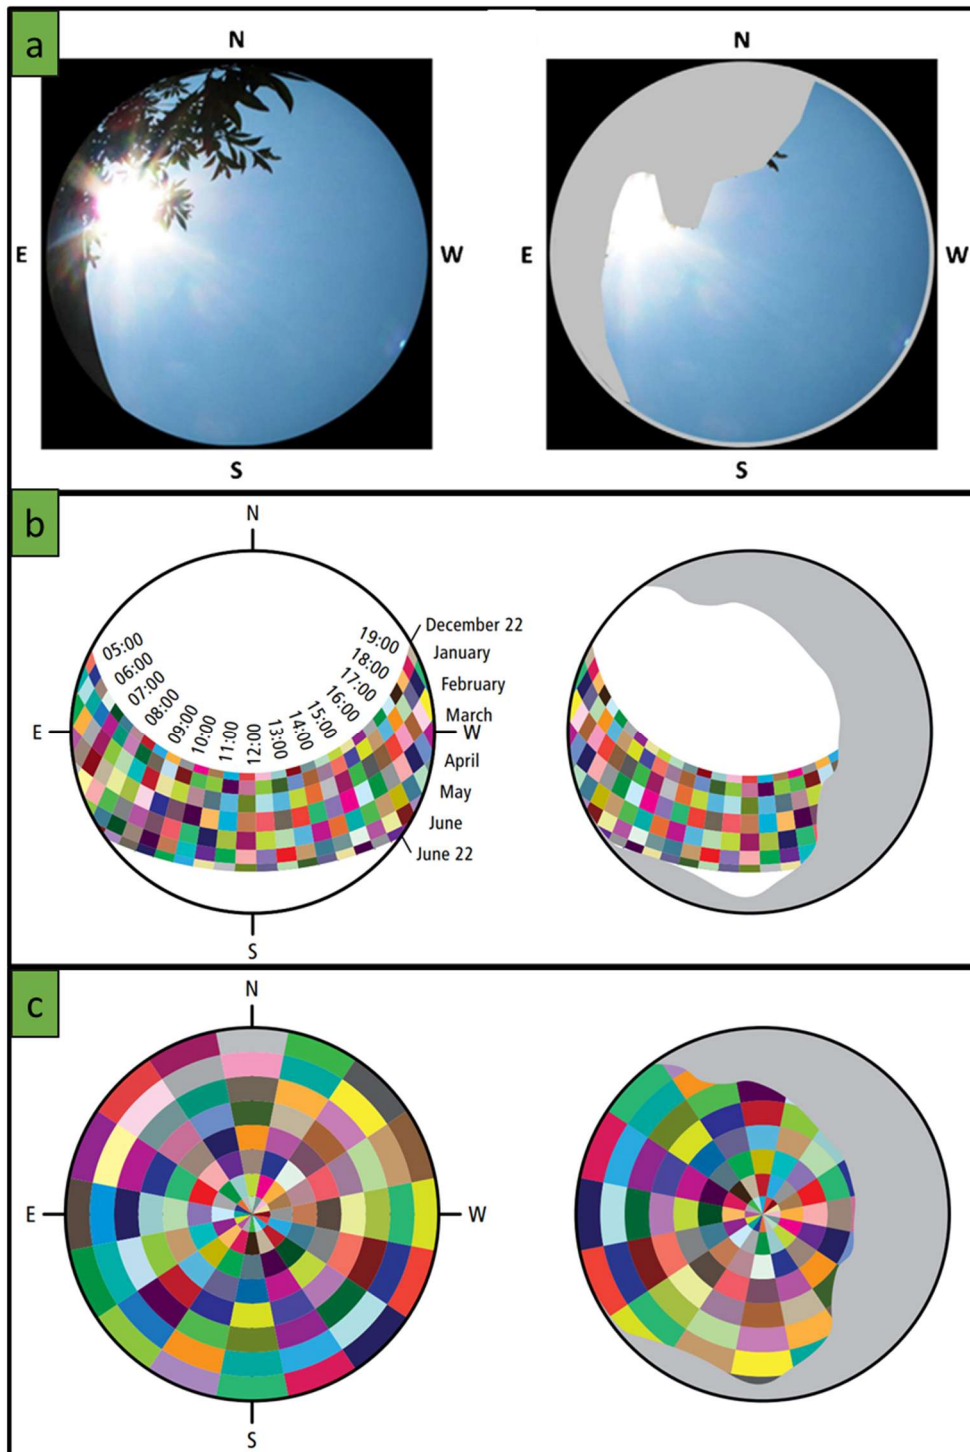 a
N
N
E
W
E
W
S
S
b
N
December 22
January
February
March
W
April
May
June
June 22
E
05:00
06:00
07:00
08:00
09:00
10:00
11:00
12:00
13:00
14:00
15:00
16:00
17:00
18:00
19:00
S
c
N
E
W
S